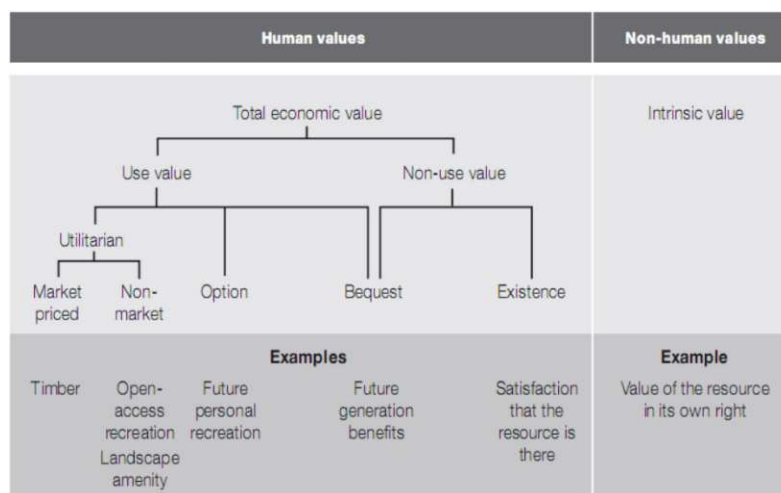 Human values
Non-human values
Total economic value
Intrinsic value
Use value
Non-use value
Utilitarian
Market
priced
Non-
market
Option
Bequest
Existence
Examples
Example
Timber
Open-
access
recreation
Landscape
amenity
Future
personal
recreation
Future
generation
benefits
Satisfaction
that the
resource is
there
Value of the resource
in its own right